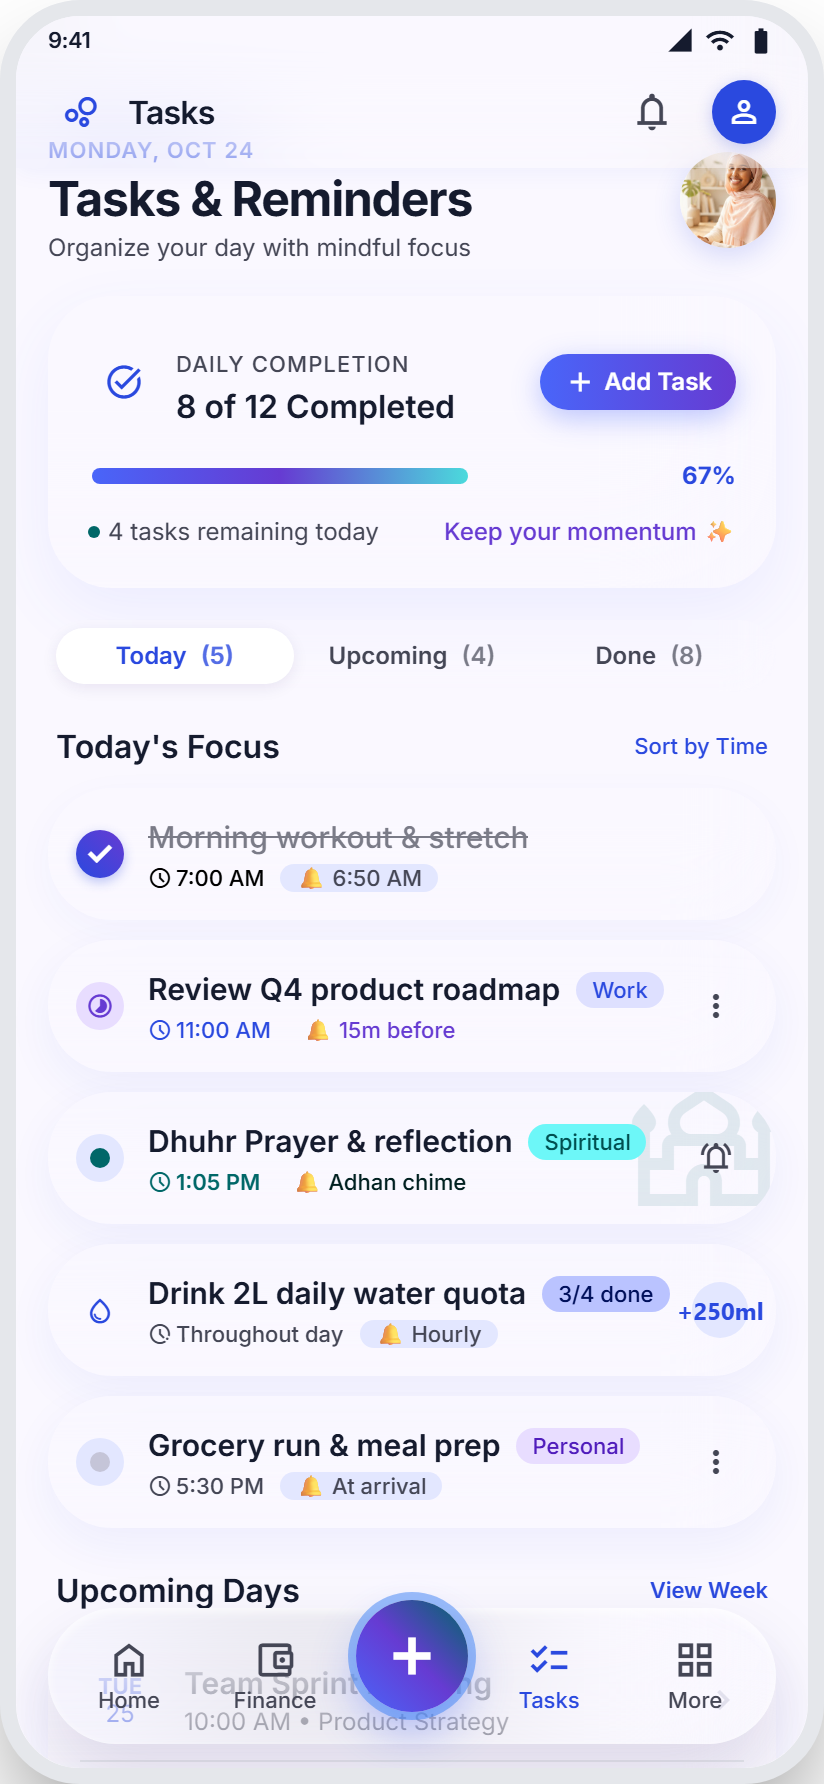 9:41
Tasks
MONDAY, OCT 24
Tasks & Reminders
Organize your day with mindful focus
DAILY COMPLETION
8 of 12 Completed
+ Add Task
67%
4 tasks remaining today
Keep your momentum ✨
Today (5)
Upcoming (4)
Done (8)
Today's Focus
Sort by Time
Morning workout & stretch
7:00 AM 🔔 6:50 AM
Review Q4 product roadmap Work
11:00 AM 🔔 15m before
Dhuhr Prayer & reflection Spiritual
1:05 PM 🔔 Adhan chime
Drink 2L daily water quota 3/4 done
+250ml
Throughout day 🔔 Hourly
Grocery run & meal prep Personal
5:30 PM 🔔 At arrival
Upcoming Days
View Week
TUE
25
Team Sprint
10:00 AM • Product Strategy
Home
Finance
Tasks
More